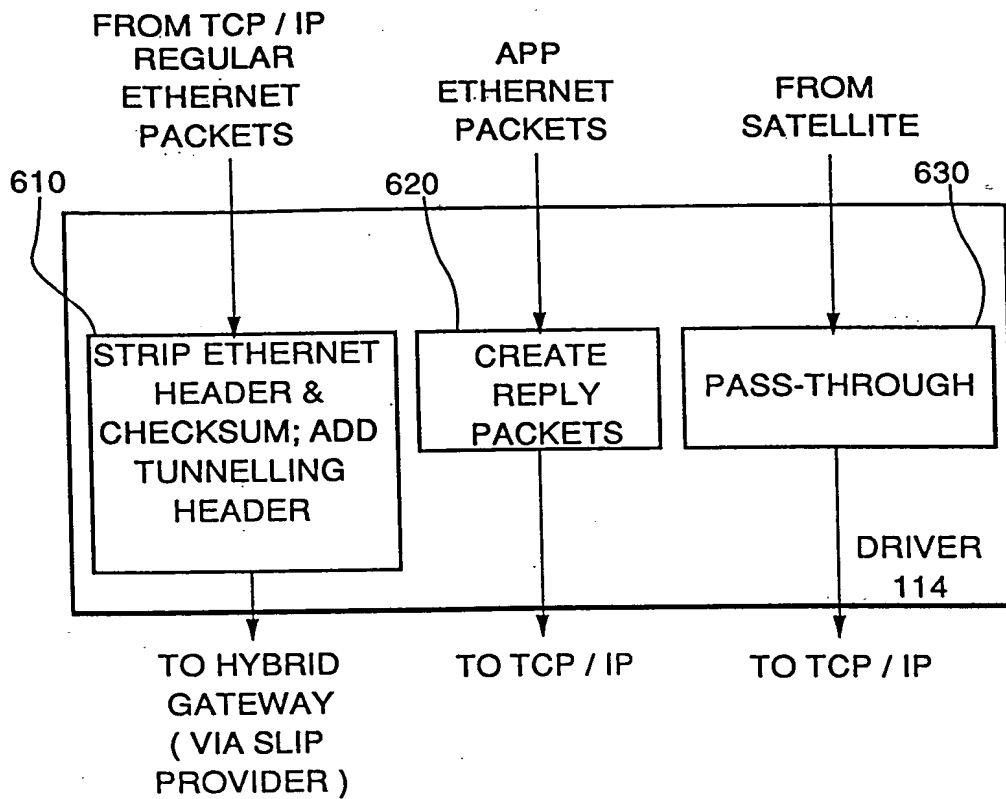 FROM TCP / IP
REGULAR
ETHERNET
PACKETS
APP
ETHERNET
PACKETS
FROM
SATELLITE
610
620
630
STRIP ETHERNET
HEADER &
CHECKSUM; ADD
TUNNELLING
HEADER
CREATE
REPLY
PACKETS
PASS-THROUGH
DRIVER
114
TO HYBRID
GATEWAY
( VIA SLIP
PROVIDER )
TO TCP / IP
TO TCP / IP